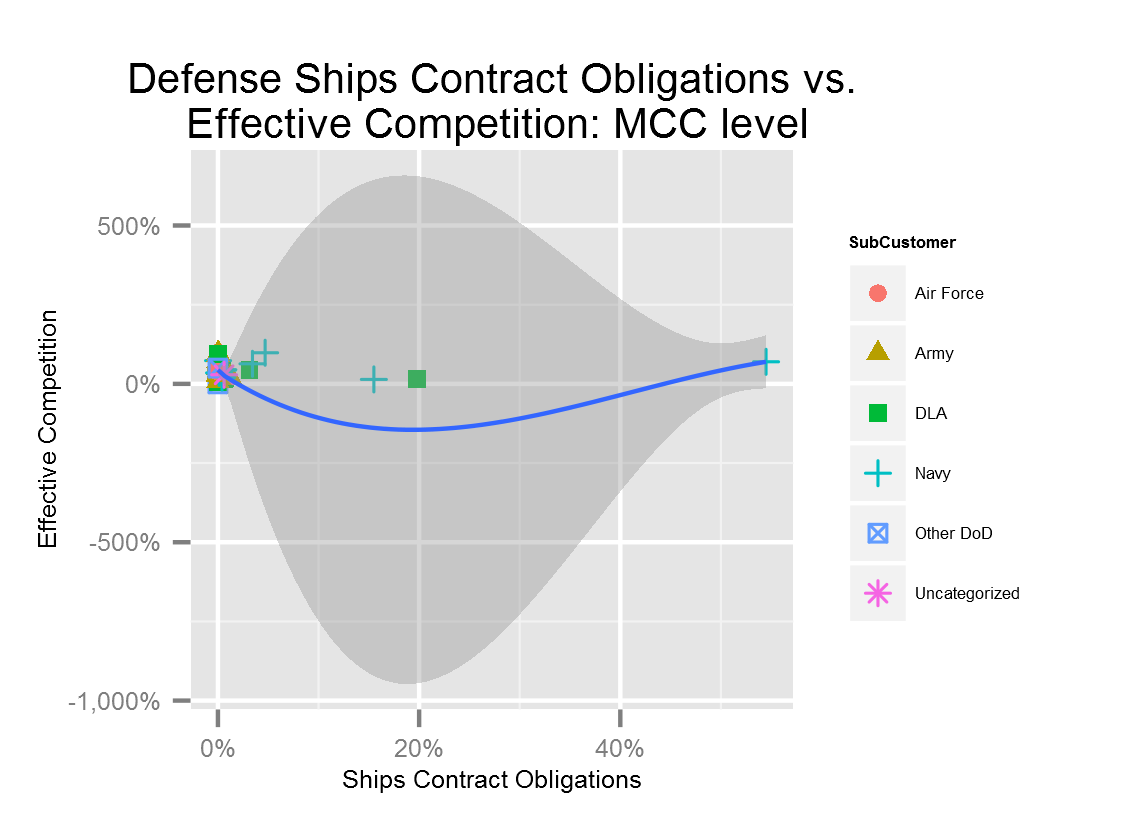 Defense Ships Contract Obligations vs.
Effective Competition: MCC level
500%
0%
-500%
-1,000%
Effective Competition
0%
20%
40%
Ships Contract Obligations
SubCustomer
Air Force
Army
DLA
Navy
Other DoD
Uncategorized